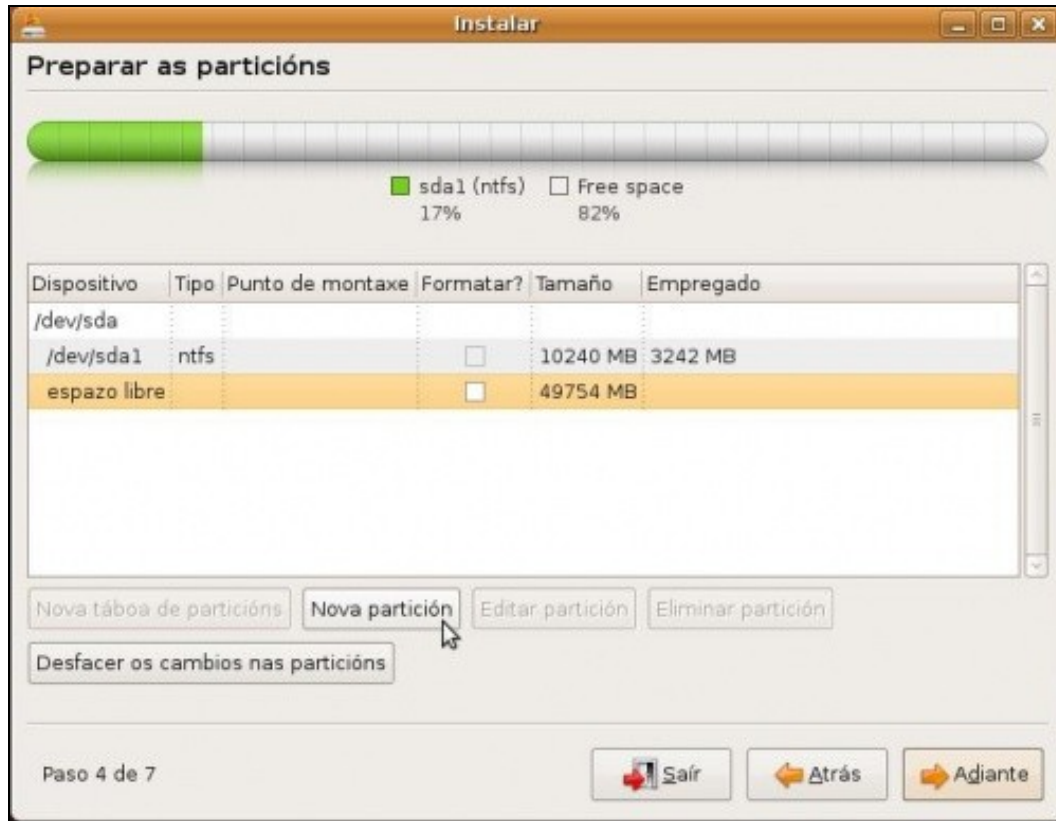 Instalar
Preparar as particións
sda1 (ntfs) Free space
17% 82%
Dispositivo Tipo Punto de montaxe Formatar? Tamaño Empregado
/dev/sda
/dev/sda1 ntfs 10240 MB 3242 MB
espazo libre 49754 MB
Nova táboa de particións Nova partición Editar partición Eliminar partición
Desfacer os cambios nas particións
Paso 4 de 7 Saír Atrás Adiante